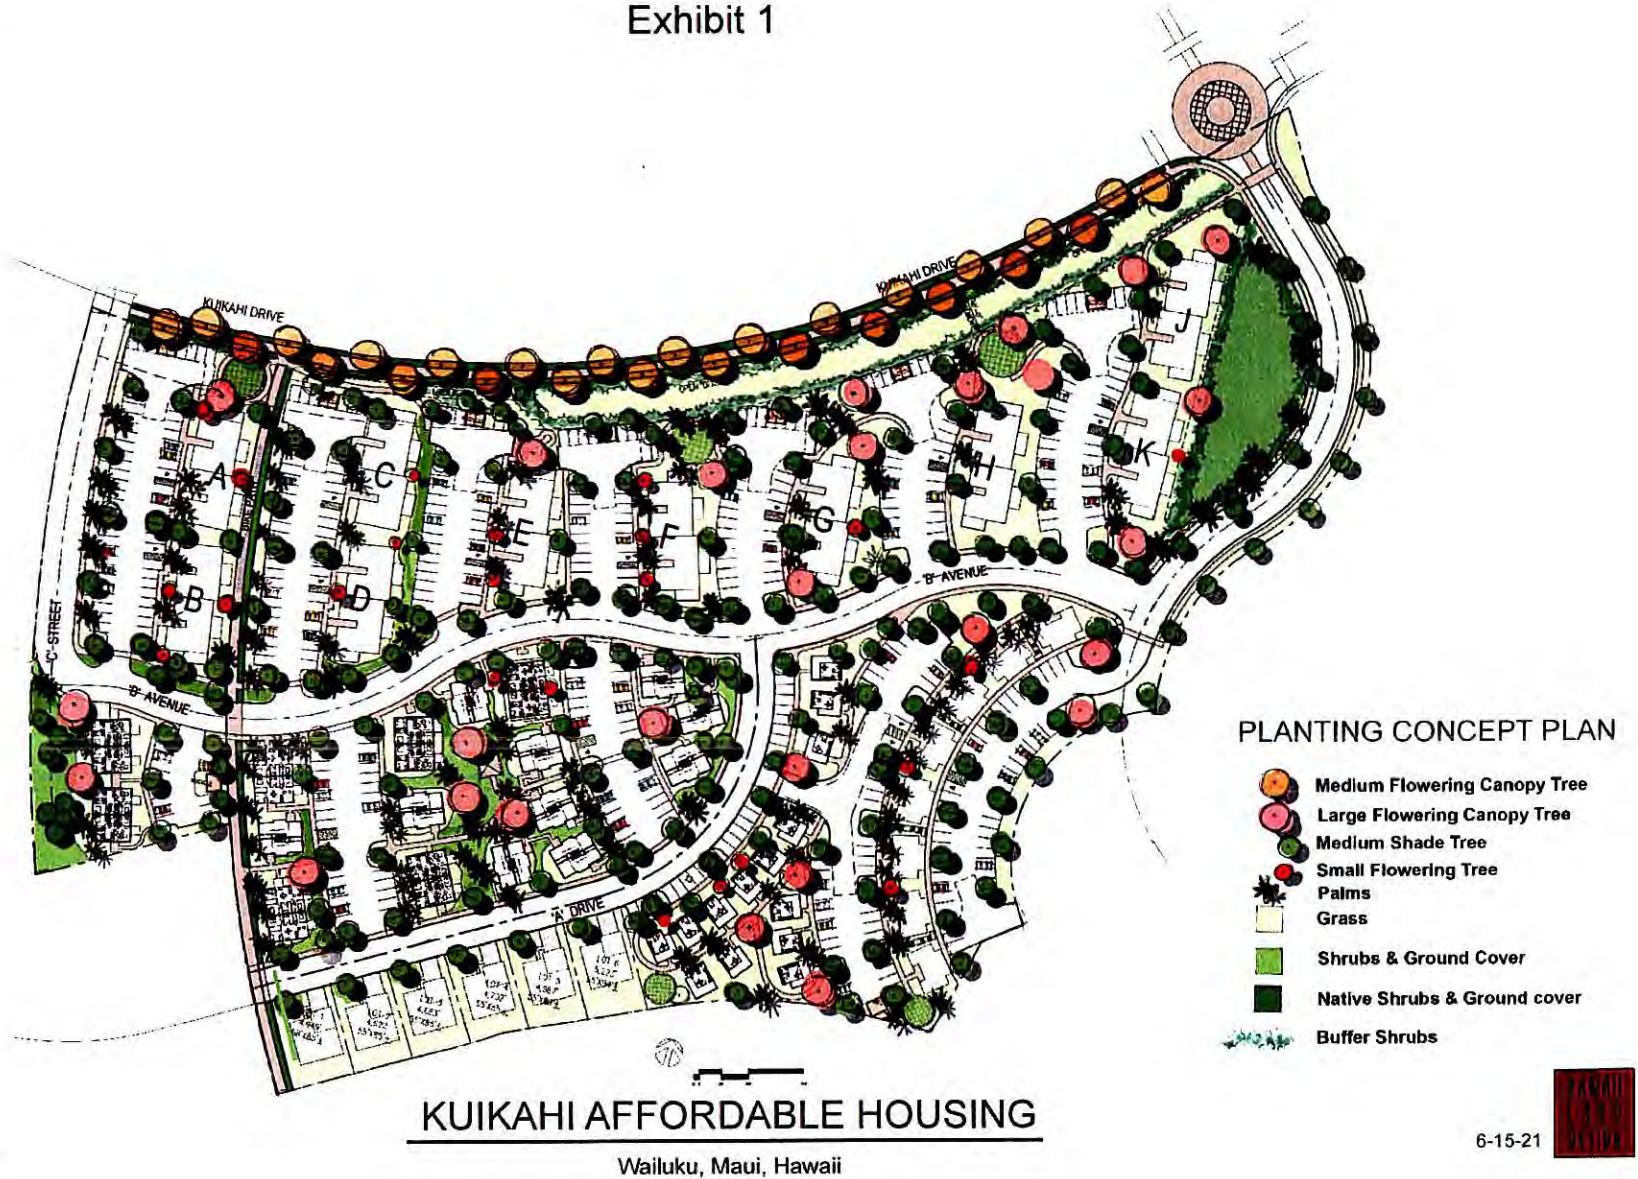 Exhibit 1
KUIKAHI DRIVE
KUIKAHI DRIVE
J
A
C
E
F
G
H
K
B
D
'C' STREET
'B' AVENUE
'B' AVENUE
'A' DRIVE
PLANTING CONCEPT PLAN
Medium Flowering Canopy Tree
Large Flowering Canopy Tree
Medium Shade Tree
Small Flowering Tree
Palms
Grass
Shrubs & Ground Cover
Native Shrubs & Ground cover
Buffer Shrubs
KUIKAHI AFFORDABLE HOUSING
Wailuku, Maui, Hawaii
6-15-21